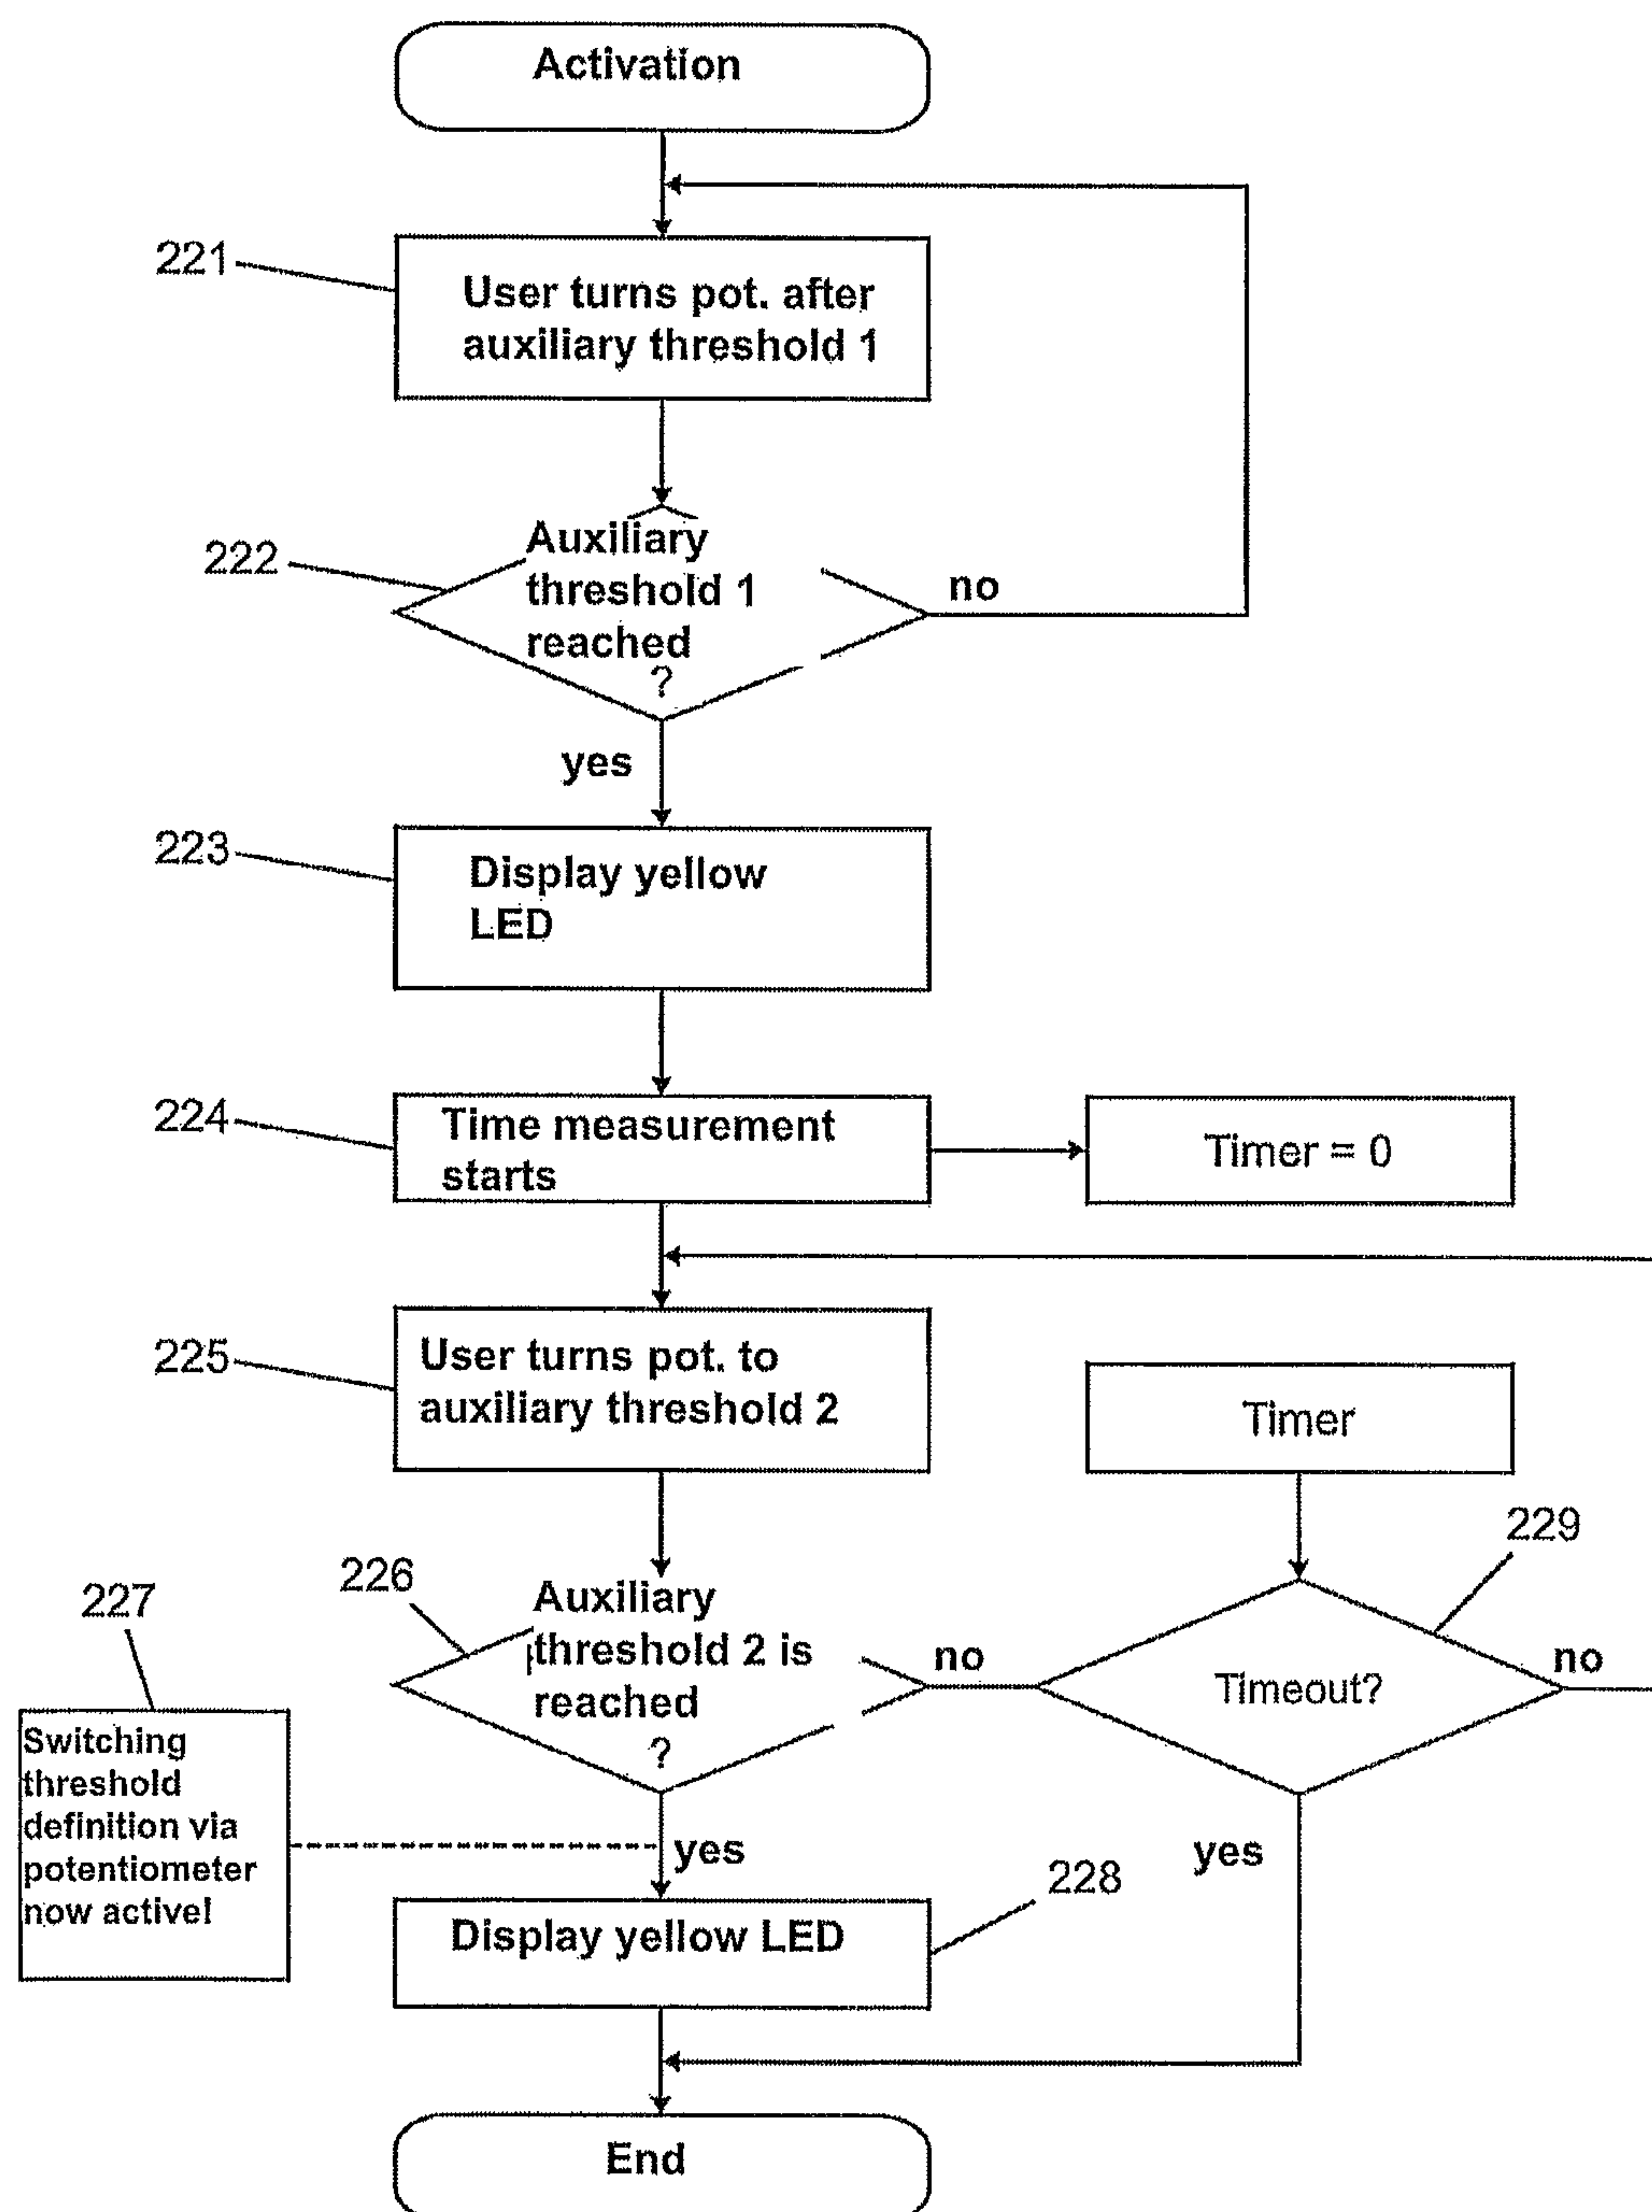 Activation
221
User turns pot. after
auxiliary threshold 1
222
Auxiliary
threshold 1
reached
?
no
yes
223
Display yellow
LED
224
Time measurement
starts
Timer = 0
225
User turns pot. to
auxiliary threshold 2
Timer
229
226
227
Auxiliary
threshold 2 is
reached
?
no
Timeout?
no
Switching
threshold
definition via
potentiometer
now active!
yes
yes
228
Display yellow LED
End